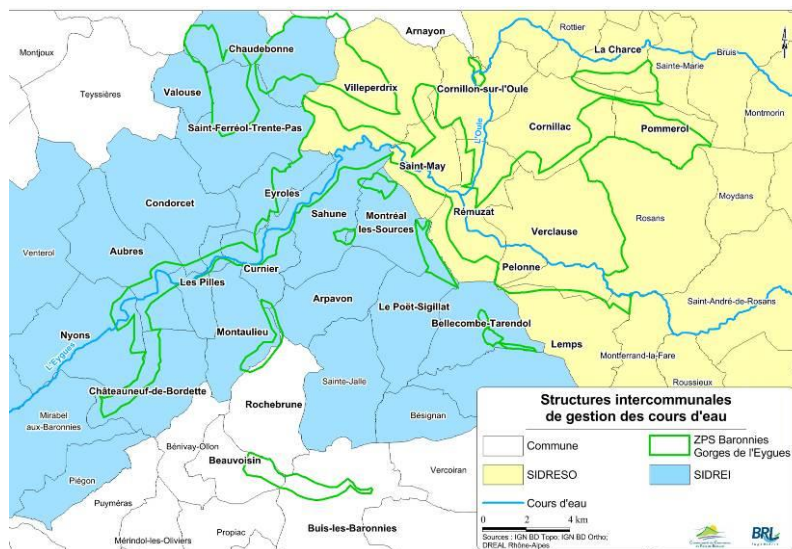 Arnayon
Rottier
La Charce
Bruis
Montjoux
Chaudebonne
Sainte-Marie
Teyssières
Valouse
Villeperdrix
Cornillon-sur-l'Oule
Montmorin
Saint-Ferréol-Trente-Pas
L'Oule
Cornillac
Pommerol
Saint-May
Eyroles
Condorcet
Sahune
Montréal
les-Sources
Rémuzat
Rosans
Moydans
Verclause
Venterol
Aubres
Curnier
Pelonne
Les Pilles
Arpavon
Le Poët-Sigillat
Saint-André-de-Rosans
Nyons
Montaulieu
Bellecombe-Tarendol
Lemps
L'Eygues
Montferrand-la-Fare
Châteauneuf-de-Bordette
Sainte-Jalle
Roussieux
Rochebrune
Mirabel
aux-Baronnies
Bésignan
Bénivay-Ollon
Beauvoisin
Vercoiran
Piégon
Puyméras
Propiac
Buis-les-Baronnies
Mérindol-les-Oliviers
Structures intercommunales
de gestion des cours d'eau
Commune
ZPS Baronnies
Gorges de l'Eygues
SIDRESO
SIDREI
Cours d'eau
0 2 4 km
Sources : IGN BD Topo; IGN BD Ortho;
DREAL Rhône-Alpes
BRL